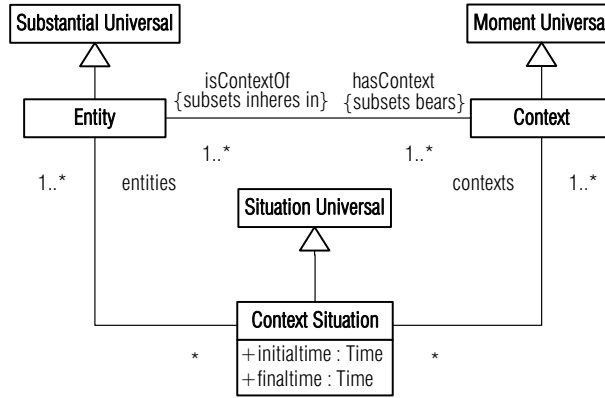 Substantial Universal
Moment Universal
isContextOf
{subsets inheres in}
hasContext
{subsets bears}
Entity
Context
1..*
1..*
1..*
entities
contexts
1..*
Situation Universal
Context Situation
+initialtime : Time
+finaltime : Time
*
*